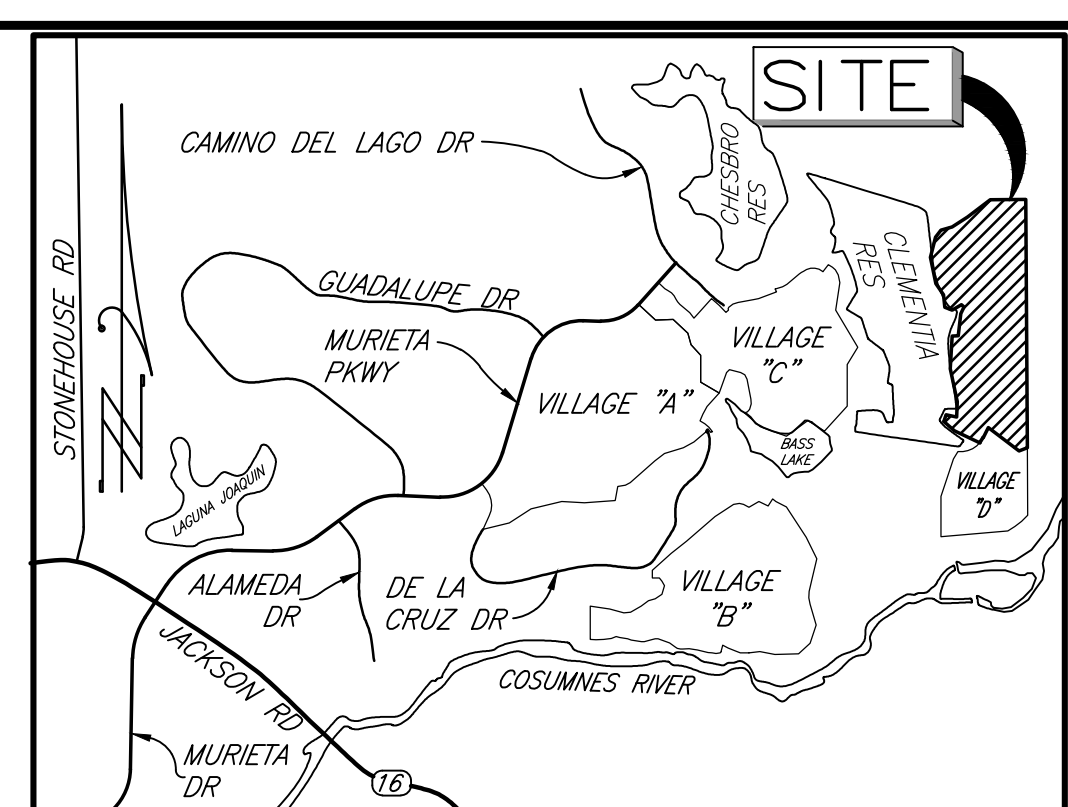 SITE
CAMINO DEL LAGO DR
CHESBRO
RES
STONEHOUSE RD
CLEMENTIA
RES
GUADALUPE DR
MURIETA
PKWY
VILLAGE
"C"
VILLAGE "A"
BASS
LAKE
N
LAGUNA JOAQUIN
VILLAGE
"D"
ALAMEDA
DR
DE LA
CRUZ DR
VILLAGE
"B"
JACKSON RD
COSUMNES RIVER
MURIETA
DR
16